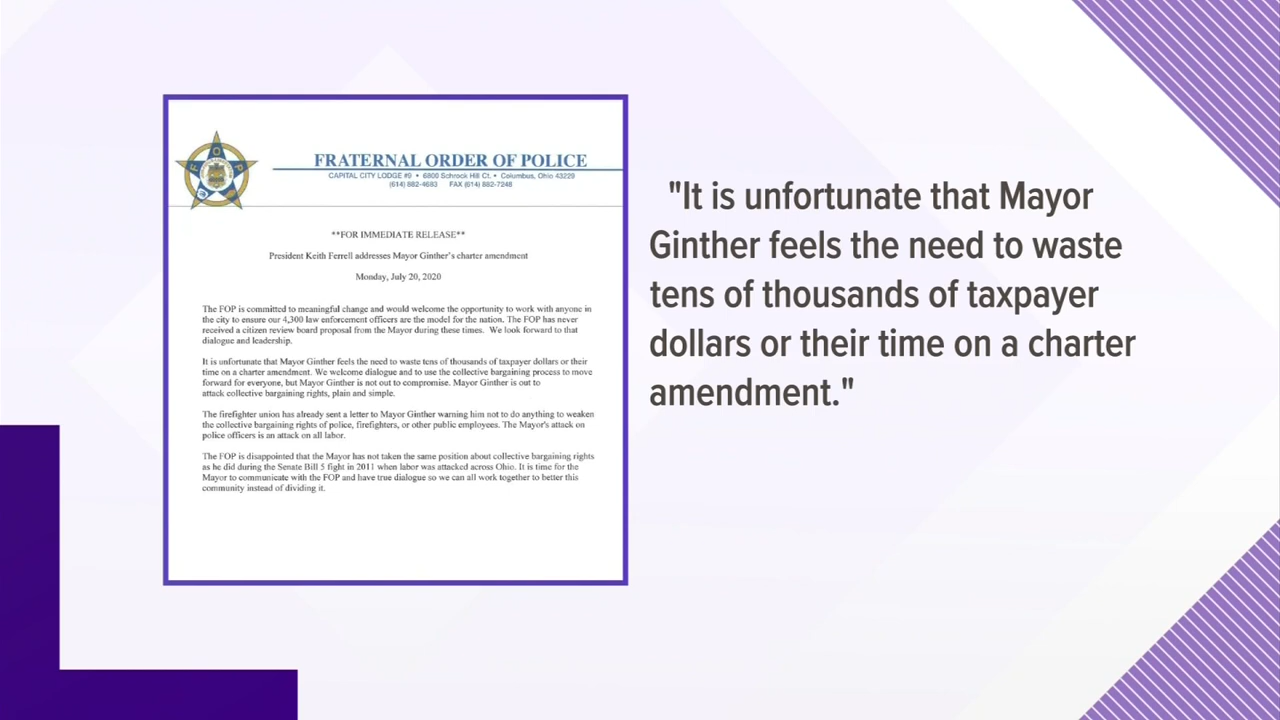 F O P
FRATERNAL ORDER OF POLICE
CAPITAL CITY LODGE #9 • 6800 Schrock Hill Ct. • Columbus, Ohio 43229
(614) 882-4683 FAX (614) 882-7248
**FOR IMMEDIATE RELEASE**
President Keith Ferrell addresses Mayor Ginther's charter amendment
Monday, July 20, 2020
The FOP is committed to meaningful change and would welcome the opportunity to work with anyone in
the city to ensure our 4,300 law enforcement officers are the model for the nation. The FOP has never
received a citizen review board proposal from the Mayor during these times. We look forward to that
dialogue and leadership.
It is unfortunate that Mayor Ginther feels the need to waste tens of thousands of taxpayer dollars or their
time on a charter amendment. We welcome dialogue and to use the collective bargaining process to move
forward for everyone, but Mayor Ginther is not out to compromise. Mayor Ginther is out to
attack collective bargaining rights, plain and simple.
The firefighter union has already sent a letter to Mayor Ginther warning him not to do anything to weaken
the collective bargaining rights of police, firefighters, or other public employees. The Mayor's attack on
police officers is an attack on all labor.
The FOP is disappointed that the Mayor has not taken the same position about collective bargaining rights
as he did during the Senate Bill 5 fight in 2011 when labor was attacked across Ohio. It is time for the
Mayor to communicate with the FOP and have true dialogue so we can all work together to better this
community instead of dividing it.
"It is unfortunate that Mayor
Ginther feels the need to waste
tens of thousands of taxpayer
dollars or their time on a charter
amendment."